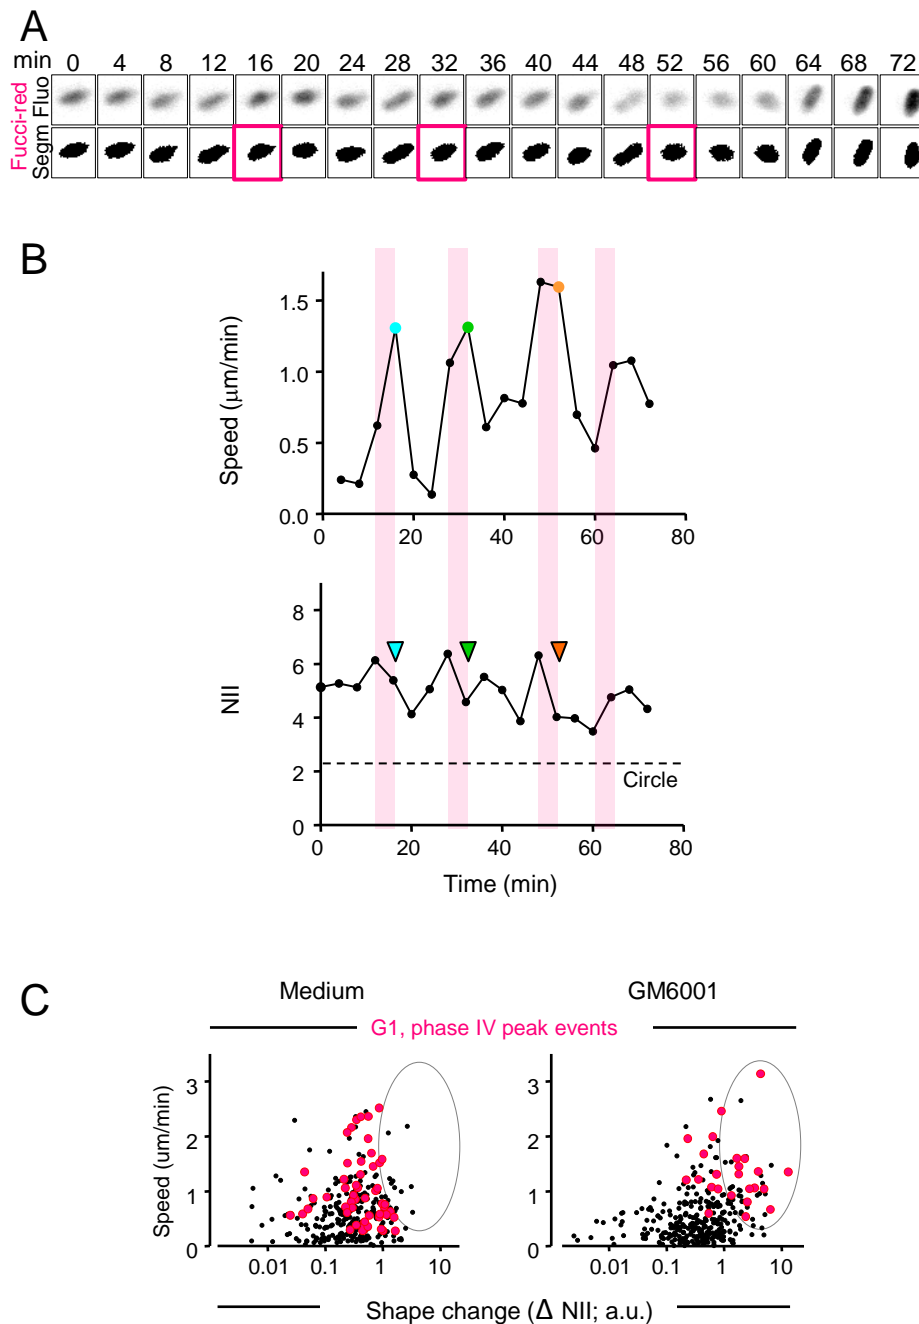 A
min 0 4 8 12 16 20 24 28 32 36 40 44 48 52 56 60 64 68 72
Fucci-red
Fluo
Segm
B
Speed (μm/min)
1.5
1.0
0.5
0.0
0 20 40 60 80
NII
8
6
4
2
0
Circle
0 20 40 60 80
Time (min)
C
Medium GM6001
G1, phase IV peak events
Speed (um/min)
3
2
1
0
0.01 0.1 1 10
3
2
1
0
0.01 0.1 1 10
Shape change (Δ NII; a.u.)